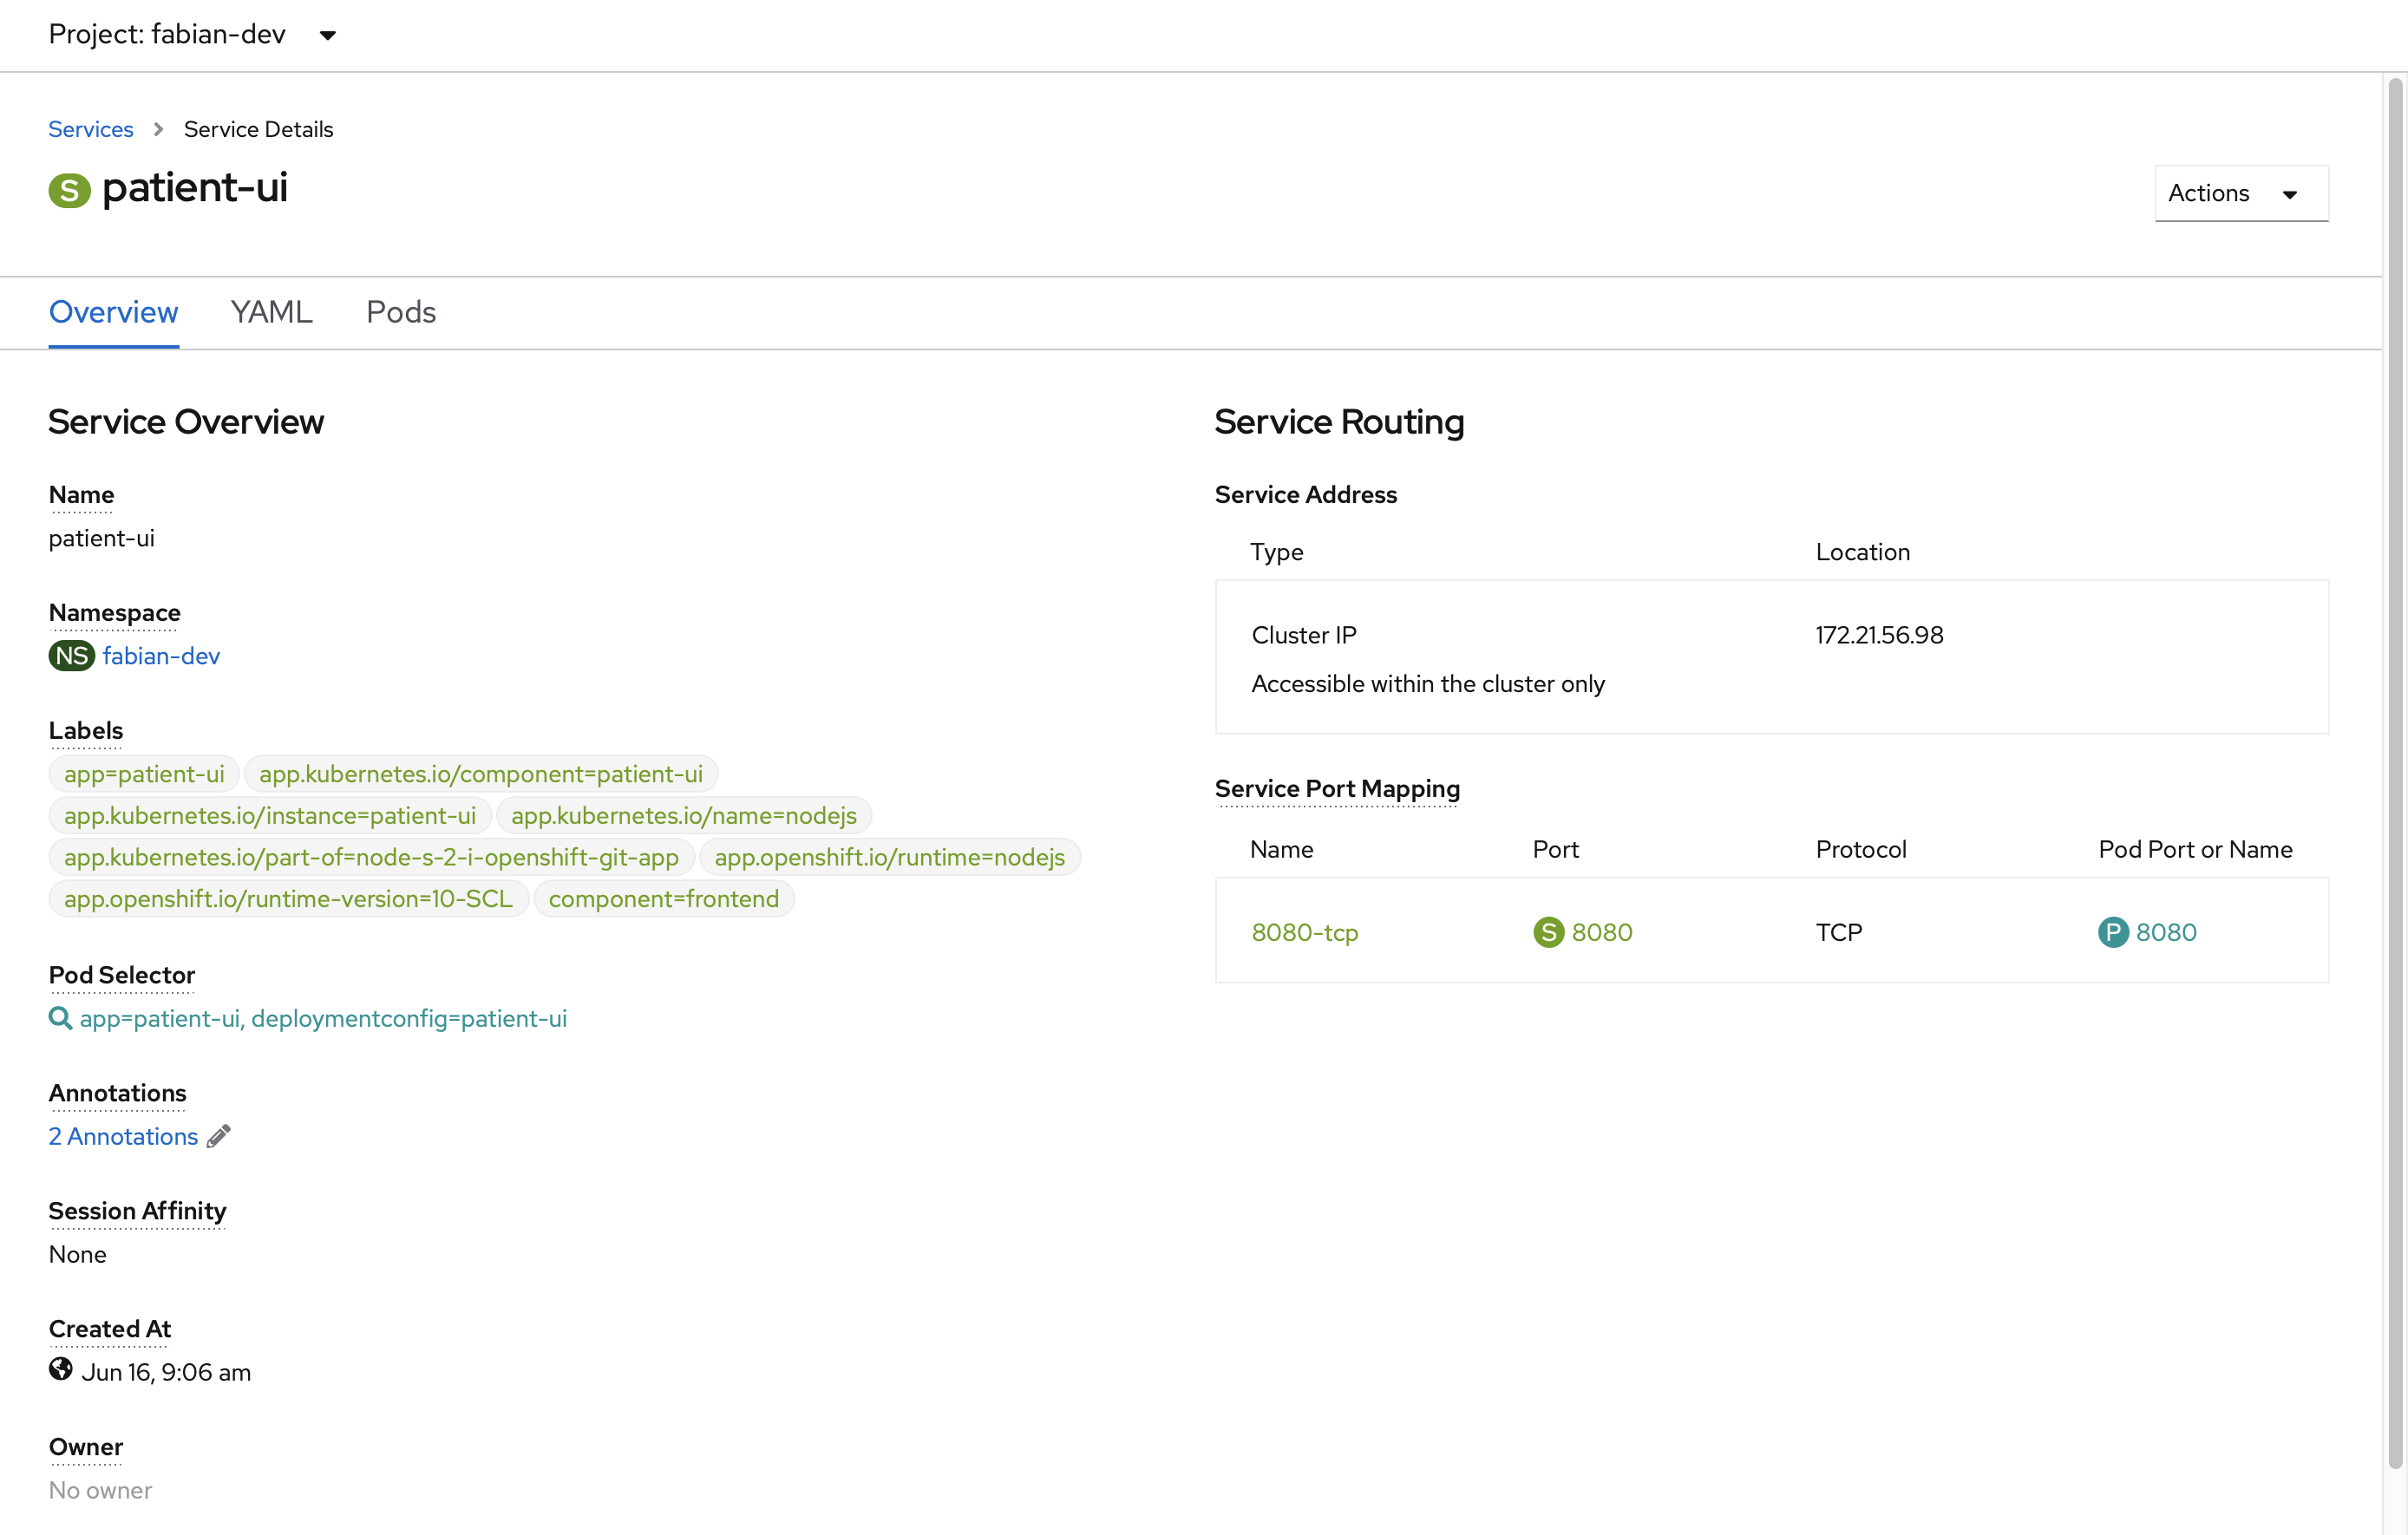 Project: fabian-dev
Services > Service Details
S patient-ui
Actions
Overview YAML Pods
Service Overview
Name
patient-ui
Namespace
NS fabian-dev
Labels
app=patient-ui app.kubernetes.io/component=patient-ui
app.kubernetes.io/instance=patient-ui app.kubernetes.io/name=nodejs
app.kubernetes.io/part-of=node-s-2-i-openshift-git-app app.openshift.io/runtime=nodejs
app.openshift.io/runtime-version=10-SCL component=frontend
Pod Selector
app=patient-ui, deploymentconfig=patient-ui
Annotations
2 Annotations
Session Affinity
None
Created At
Jun 16, 9:06 am
Owner
No owner
Service Routing
Service Address
Type Location
Cluster IP 172.21.56.98
Accessible within the cluster only
Service Port Mapping
Name Port Protocol Pod Port or Name
8080-tcp S 8080 TCP P 8080